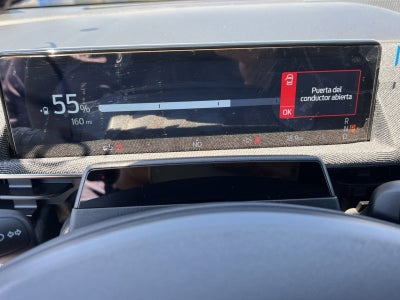 55%
160 mi
Puerta del
conductor abierta
OK
R
N
D